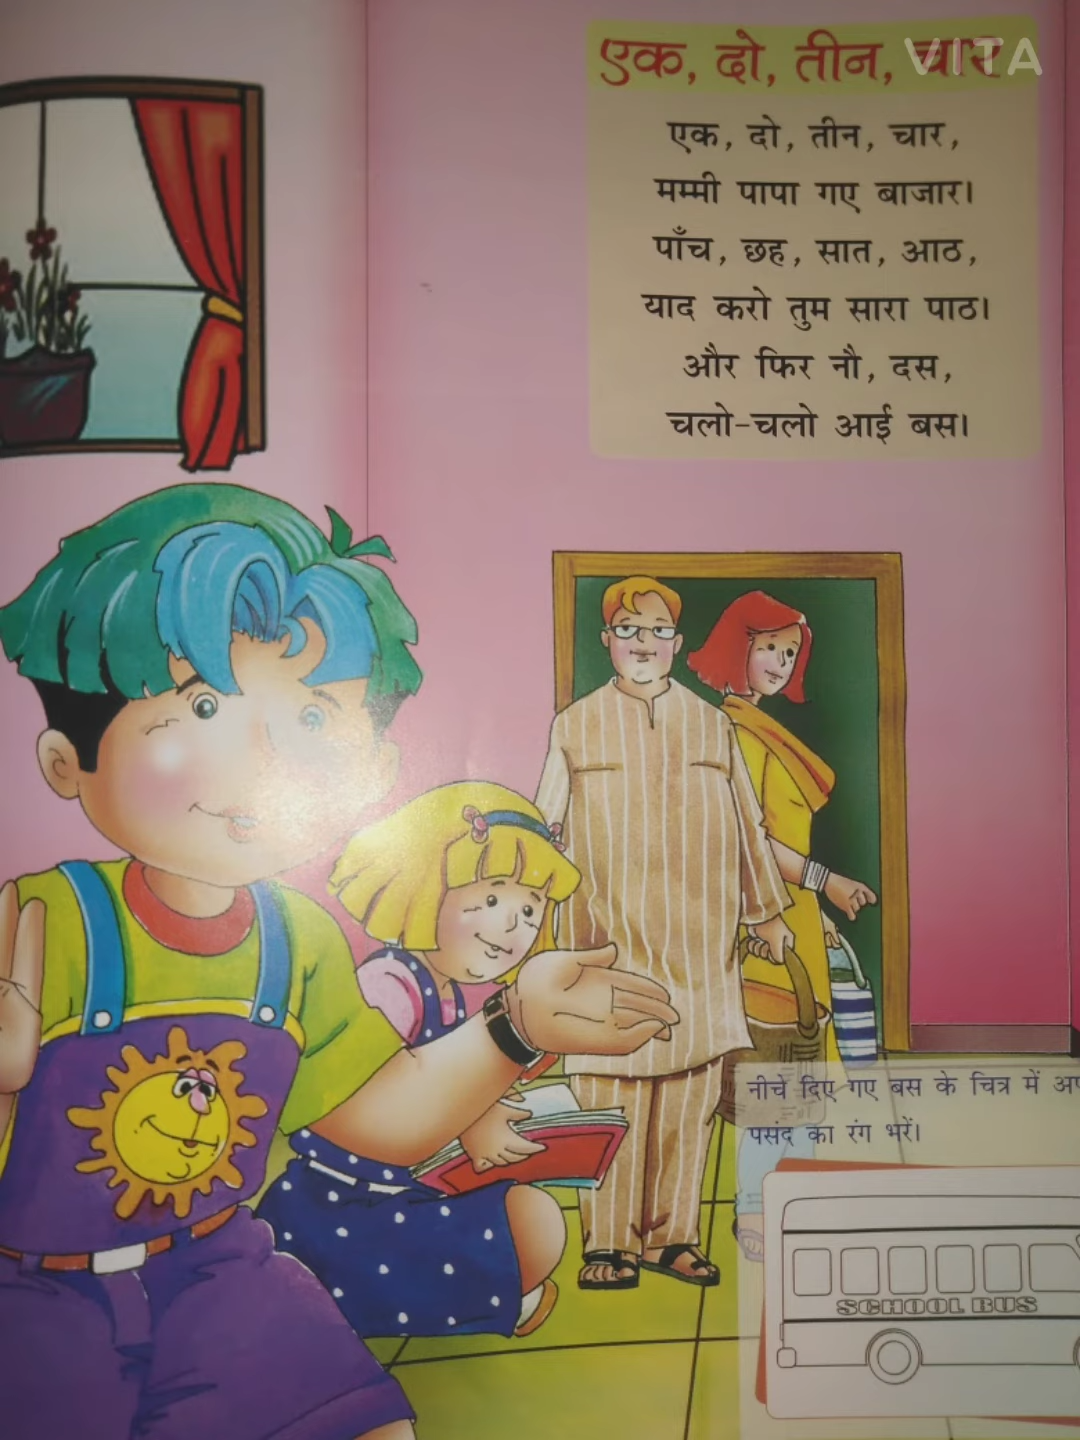 एक, दो, तीन, चार
VITA
एक, दो, तीन, चार,
मम्मी पापा गए बाजार।
पाँच, छह, सात, आठ,
याद करो तुम सारा पाठ।
और फिर नौ, दस,
चलो-चलो आई बस।
नीचे दिए गए बस के चित्र में
पसंद का रंग भरें।
SCHOOL BUS